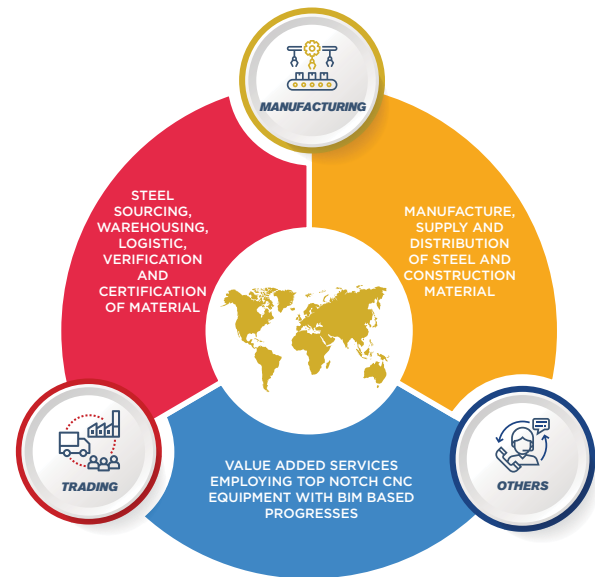 MANUFACTURING
STEEL
SOURCING,
WAREHOUSING,
LOGISTIC,
VERIFICATION
AND
CERTIFICATION
OF MATERIAL
MANUFACTURE,
SUPPLY AND
DISTRIBUTION
OF STEEL AND
CONSTRUCTION
MATERIAL
TRADING
VALUE ADDED SERVICES
EMPLOYING TOP NOTCH CNC
EQUIPMENT WITH BIM BASED
PROGRESSES
OTHERS